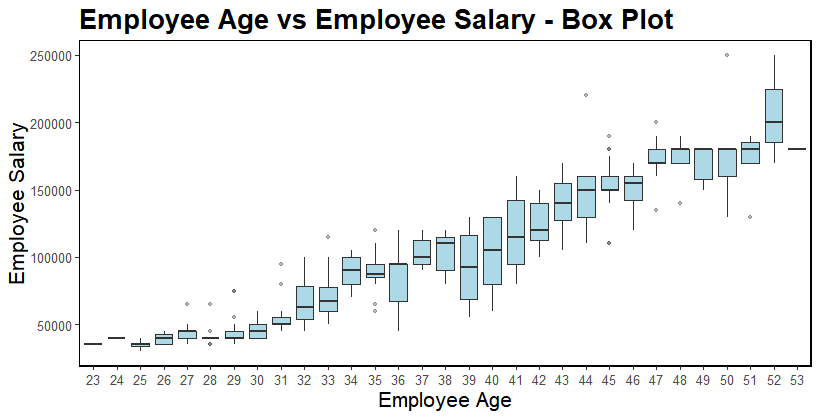 Employee Age vs Employee Salary - Box Plot
250000
200000
150000
100000
50000
Employee Salary
23 24 25 26 27 28 29 30 31 32 33 34 35 36 37 38 39 40 41 42 43 44 45 46 47 48 49 50 51 52 53
Employee Age